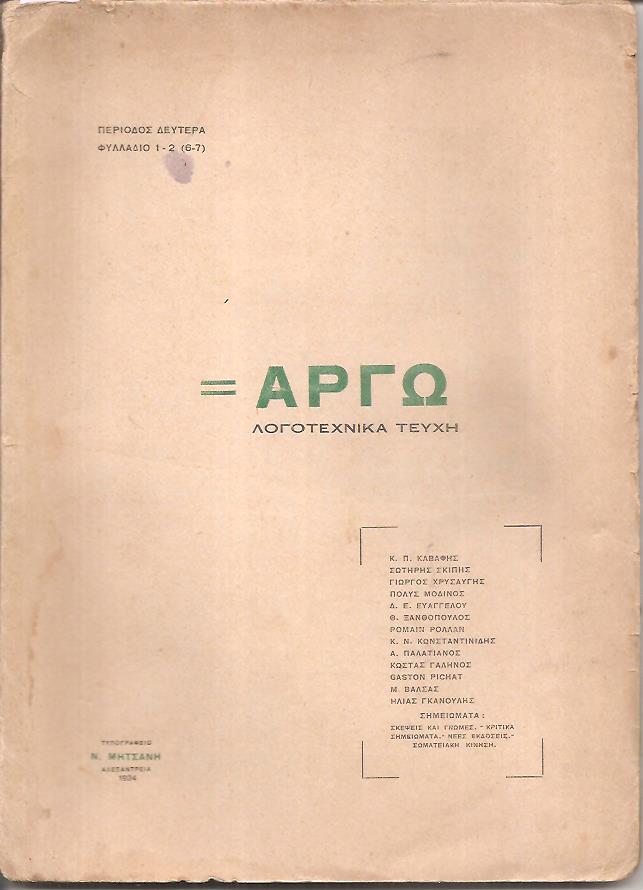 ΠΕΡΙΟΔΟΣ ΔΕΥΤΕΡΑ
ΦΥΛΛΑΔΙΟ 1 - 2 (6-7)
= ΑΡΓΩ
ΛΟΓΟΤΕΧΝΙΚΑ ΤΕΥΧΗ
Κ. Π. ΚΑΒΑΦΗΣ
ΣΩΤΗΡΗΣ ΣΚΙΠΗΣ
ΓΙΩΡΓΟΣ ΧΡΥΣΑΥΓΗΣ
ΠΟΛΥΣ ΜΟΔΙΝΟΣ
Δ. Ε. ΕΥΑΓΓΕΛΟΥ
Θ. ΞΑΝΘΟΠΟΥΛΟΣ
ΡΟΜΑΙΝ ΡΟΛΛΑΝ
Κ. Ν. ΚΩΝΣΤΑΝΤΙΝΙΔΗΣ
Α. ΠΑΛΑΤΙΑΝΟΣ
ΚΩΣΤΑΣ ΓΑΛΗΝΟΣ
GASTON PICHAT
Μ. ΒΑΛΣΑΣ
ΗΛΙΑΣ ΓΚΑΝΟΥΛΗΣ
ΣΗΜΕΙΩΜΑΤΑ :
ΣΚΕΨΕΙΣ ΚΑΙ ΓΝΩΜΕΣ. - ΚΡΙΤΙΚΑ
ΣΗΜΕΙΩΜΑΤΑ.- ΝΕΕΣ ΕΚΔΟΣΕΙΣ.-
ΣΩΜΑΤΕΙΑΚΗ ΚΙΝΗΣΗ.
ΤΥΠΟΓΡΑΦΕΙΟ
Ν. ΜΗΤΣΑΝΗ
ΑΛΕΞΑΝΤΡΕΙΑ
1934